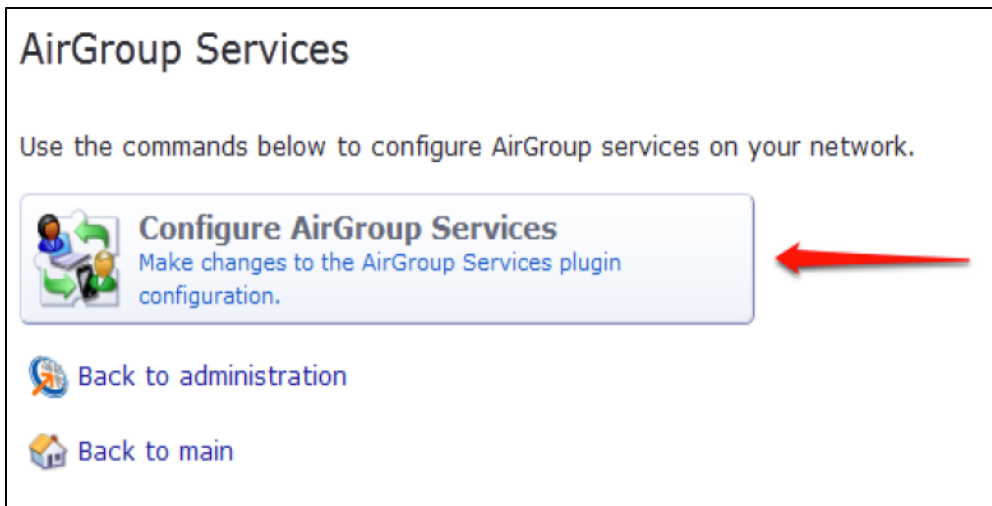 AirGroup Services
Use the commands below to configure AirGroup services on your network.
Configure AirGroup Services
Make changes to the AirGroup Services plugin
configuration.
Back to administration
Back to main